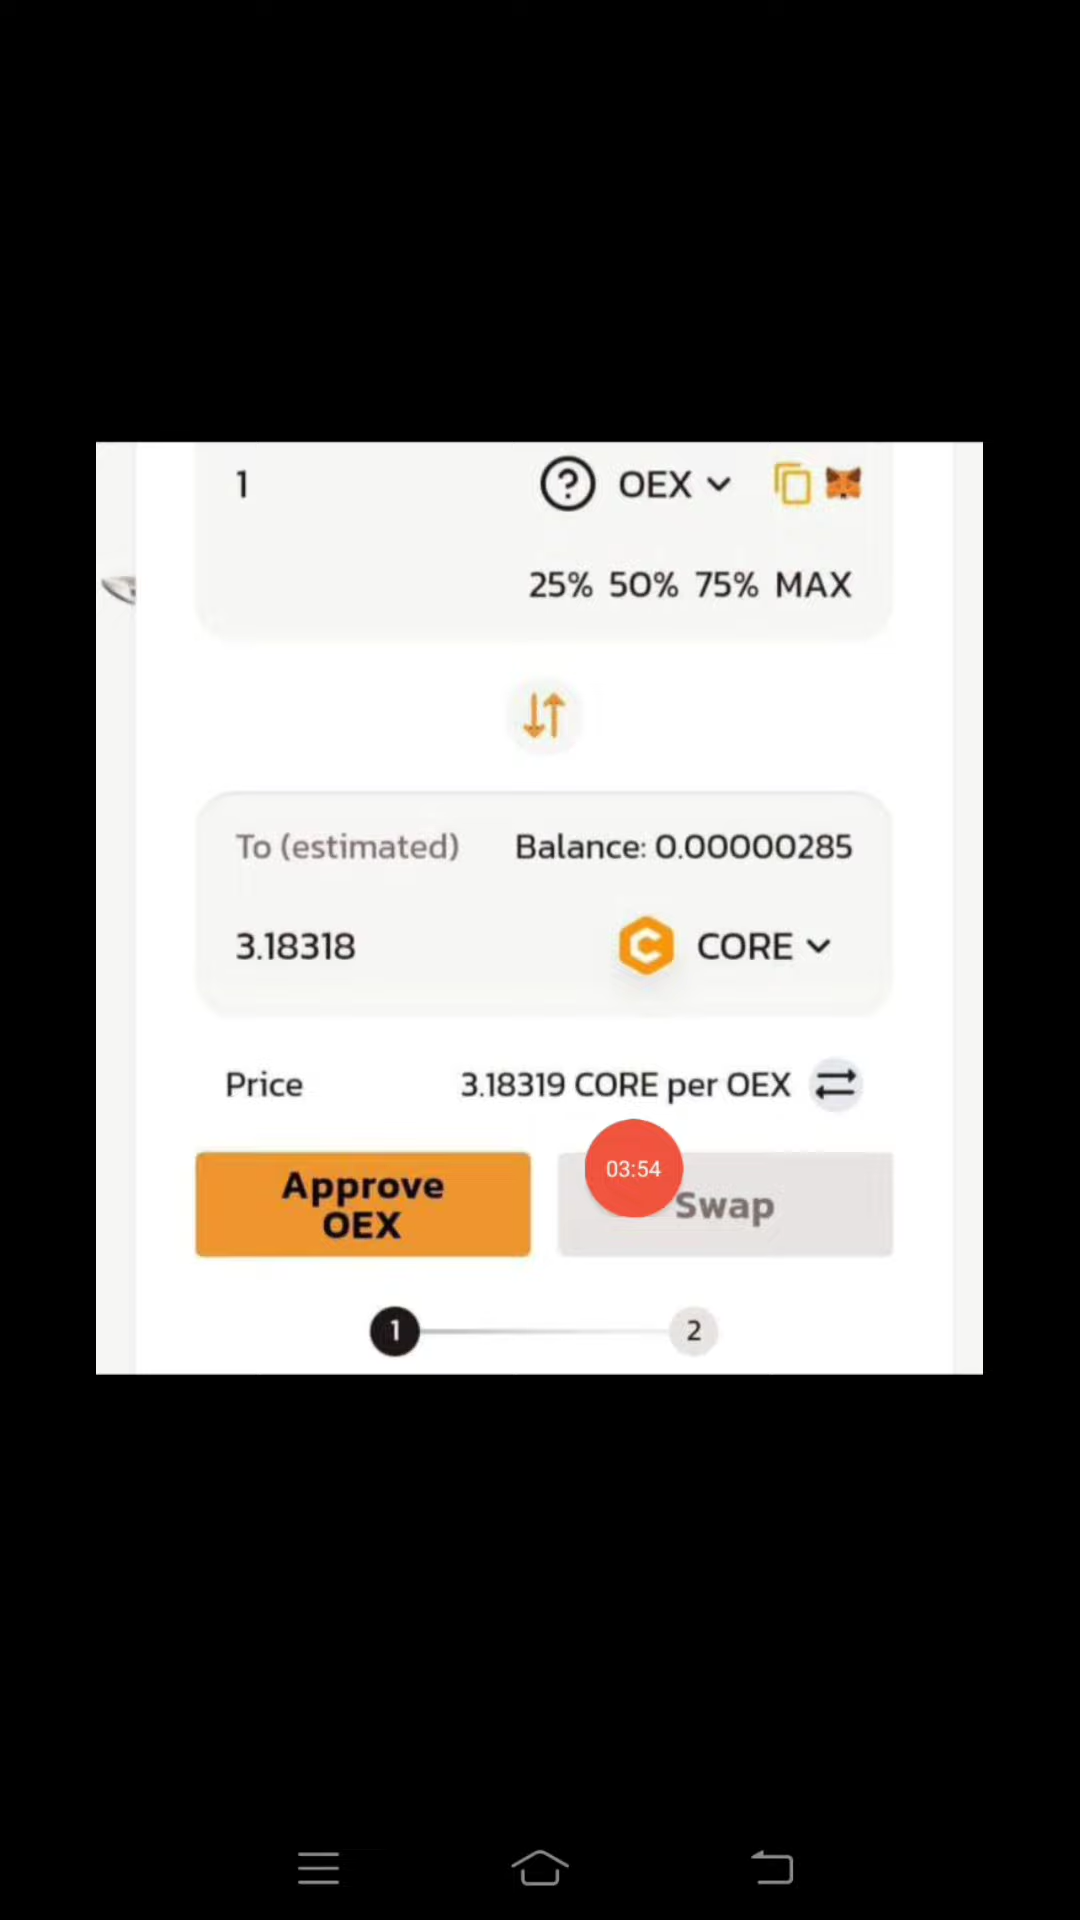 1 ? OEX
25% 50% 75% MAX
To (estimated) Balance: 0.00000285
3.18318 C CORE
Price 3.18319 CORE per OEX
03:54
Approve
OEX
Swap
1 2